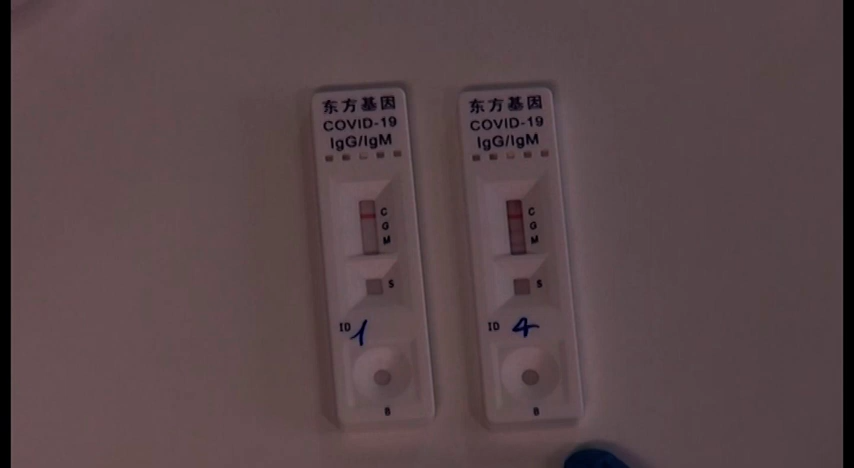 东方基因
COVID-19
IgG/IgM
C
G
M
S
ID 1
B
东方基因
COVID-19
IgG/IgM
C
G
M
S
ID 4
B